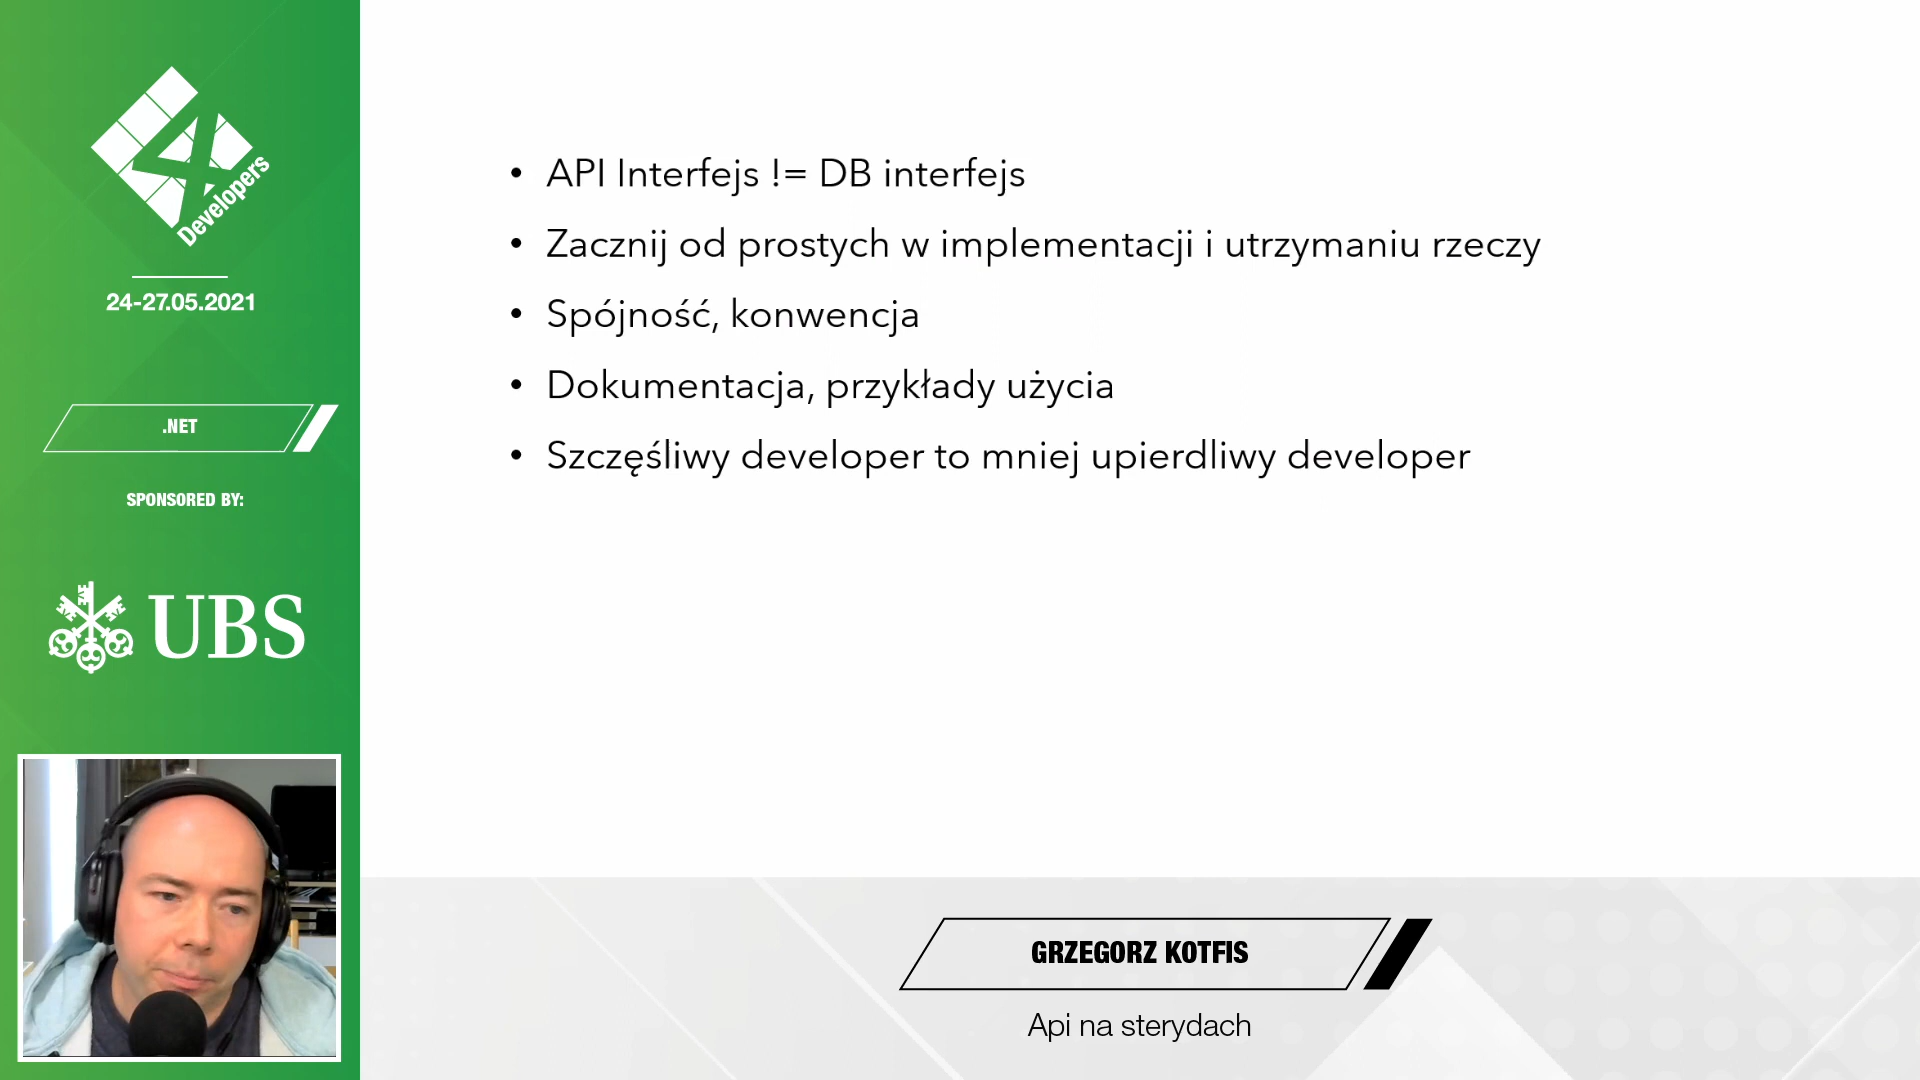 4
Developers
24-27.05.2021
.NET
SPONSORED BY:
UBS
• API Interfejs != DB interfejs
• Zacznij od prostych w implementacji i utrzymaniu rzeczy
• Spójność, konwencja
• Dokumentacja, przykłady użycia
• Szczęśliwy developer to mniej upierdliwy developer
GRZEGORZ KOTFIS
Api na sterydach